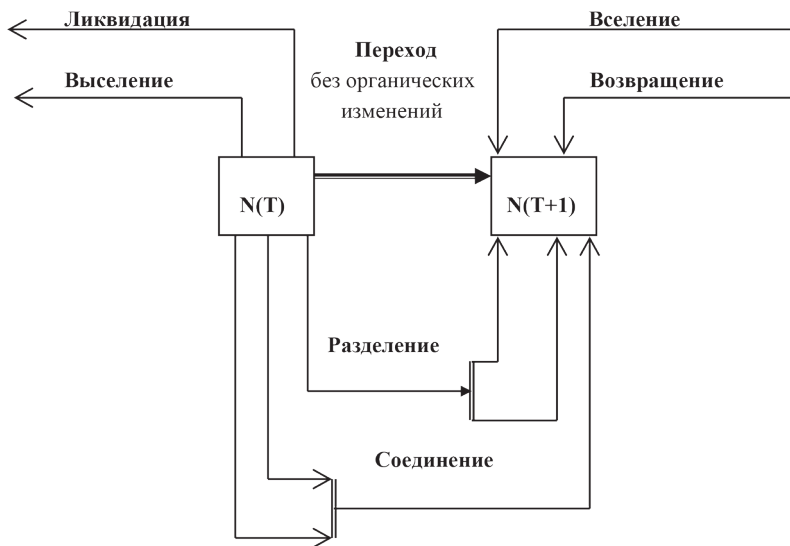 Ликвидация
Вселение
Переход
без органических
изменений
Выселение
Возвращение
N(T)
N(T+1)
Разделение
Соединение